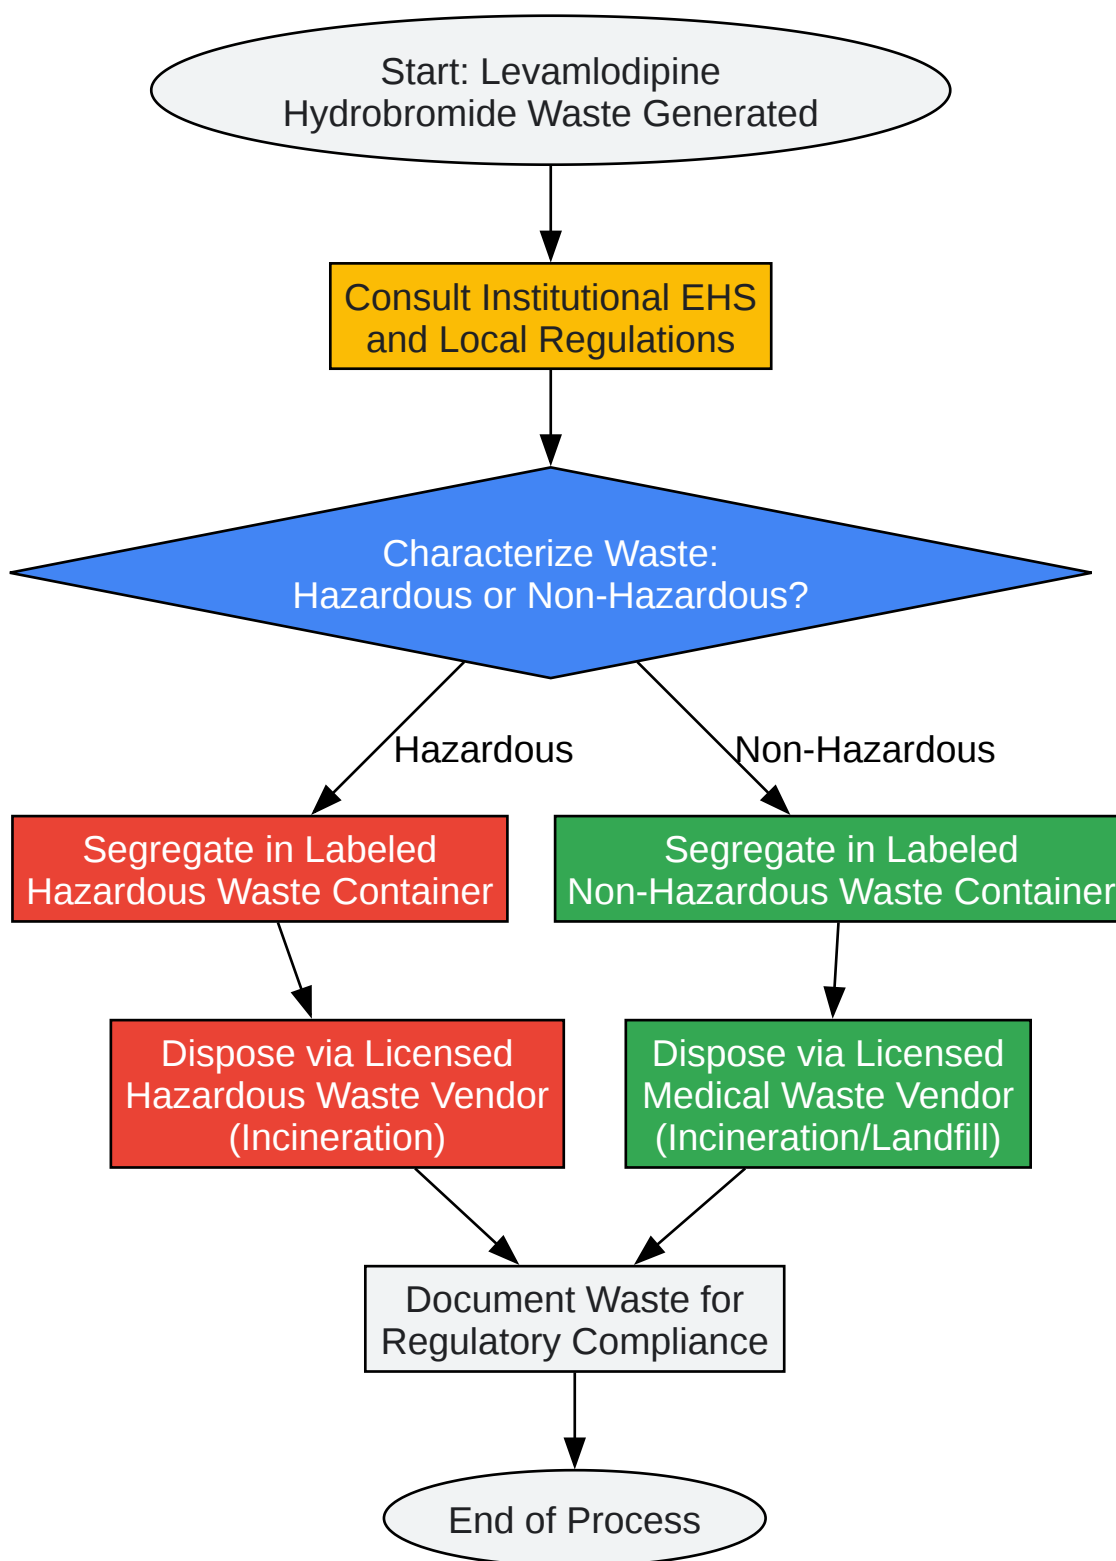 Start: Levamlodipine
Hydrobromide Waste Generated
Consult Institutional EHS
and Local Regulations
Characterize Waste:
Hazardous or Non-Hazardous?
Hazardous
Non-Hazardous
Segregate in Labeled
Hazardous Waste Container
Segregate in Labeled
Non-Hazardous Waste Container
Dispose via Licensed
Hazardous Waste Vendor
(Incineration)
Dispose via Licensed
Medical Waste Vendor
(Incineration/Landfill)
Document Waste for
Regulatory Compliance
End of Process